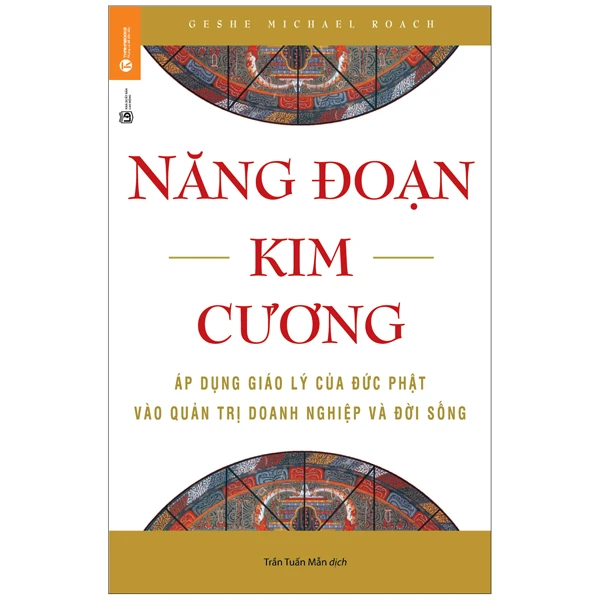 GESHE MICHAEL ROACH
NĂNG ĐOẠN
KIM
CƯƠNG
ÁP DỤNG GIÁO LÝ CỦA ĐỨC PHẬT
VÀO QUẢN TRỊ DOANH NGHIỆP VÀ ĐỜI SỐNG
Trần Tuấn Mẫn dịch